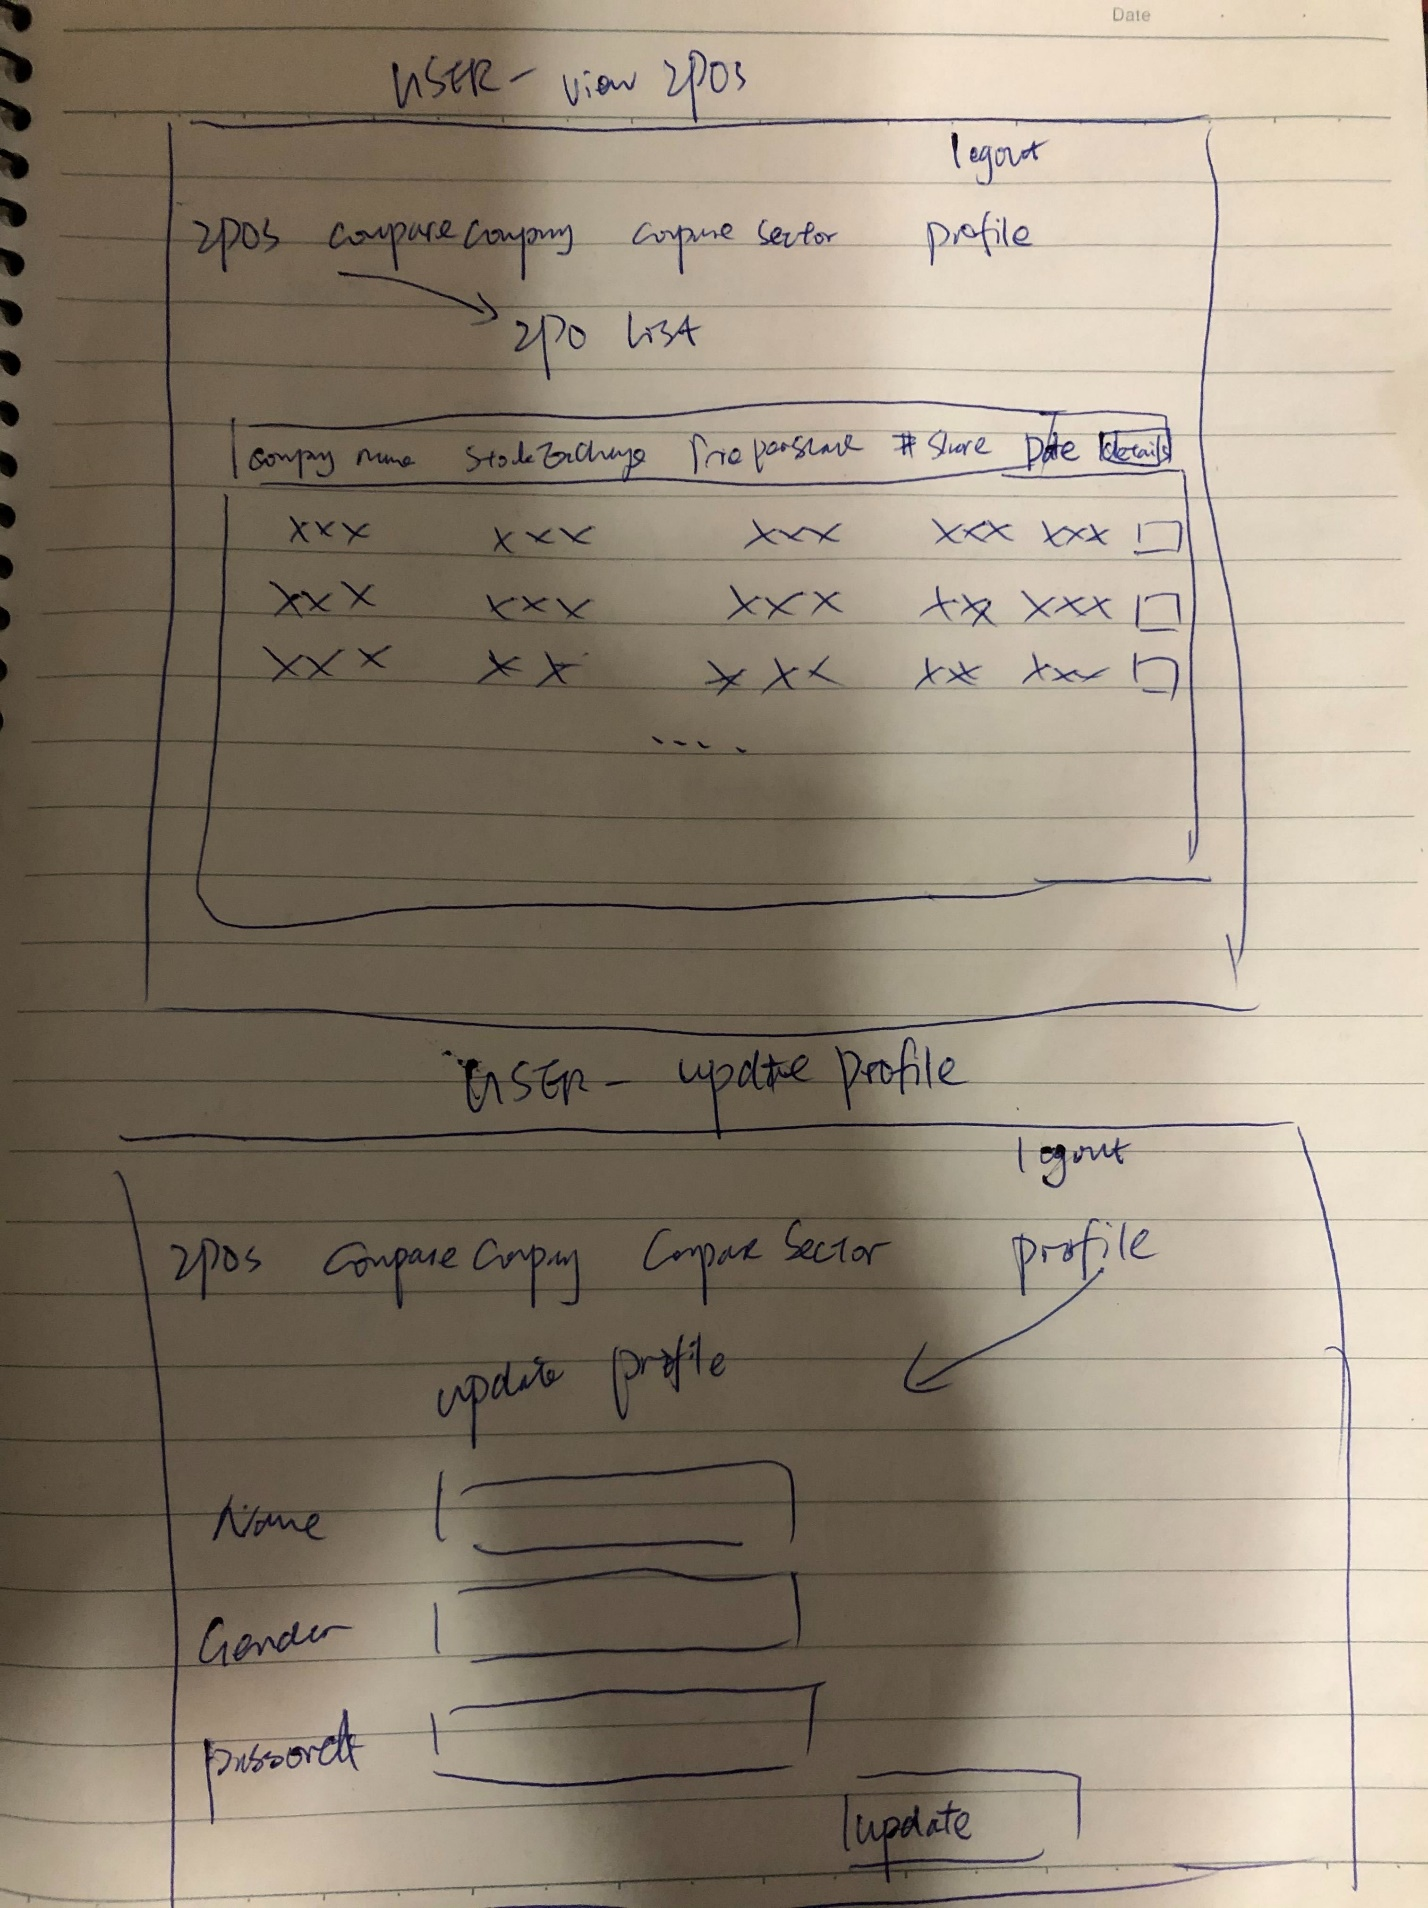 Date
USER - view IPOs
logout
IPOs compare company compare sector profile
IPO List
company name Stock Exchange Price per share # share Date details
xxx xxx xxx xxx xxx
xxx xxx xxx xx xxx
xxx xx xxx xx xxx
....
USER - update profile
logout
IPOs compare company compare sector profile
update profile
Name
Gender
password
update